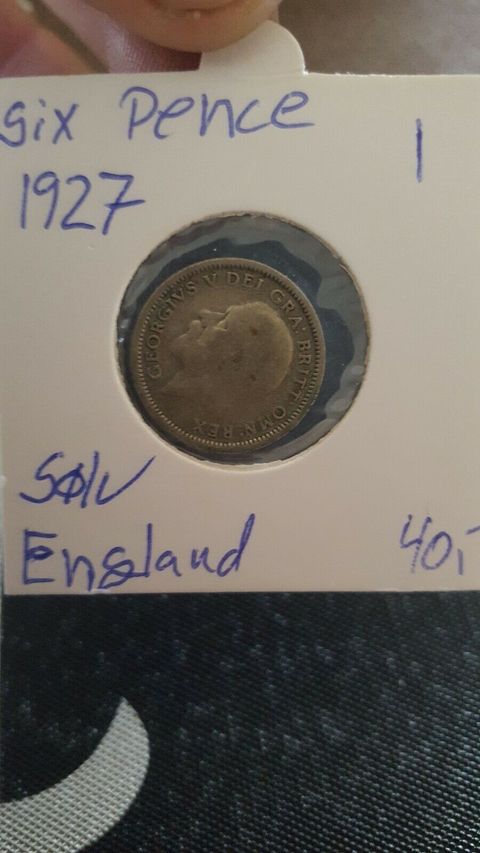 six Pence
1
1927
GEORGIVS V DEI GRA: BRITT: OMN: REX
Sølv
England
40,-